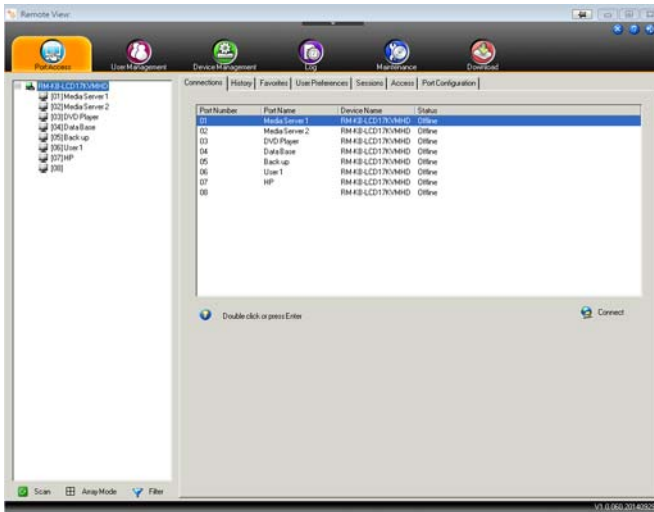 Remote View
Port Access User Management Device Management Log Maintenance Download
RM-KB-LCD17KVMHD
[01] Media Server 1
[02] Media Server 2
[03] DVD Player
[04] Data Base
[05] Back up
[06] User 1
[07] HP
[08]
Connections History Favorites User Preferences Sessions Access Port Configuration
Port Number Port Name Device Name Status
01 Media Server 1 RM-KB-LCD17KVMHD Offline
02 Media Server 2 RM-KB-LCD17KVMHD Offline
03 DVD Player RM-KB-LCD17KVMHD Offline
04 Data Base RM-KB-LCD17KVMHD Offline
05 Back up RM-KB-LCD17KVMHD Offline
06 User 1 RM-KB-LCD17KVMHD Offline
07 HP RM-KB-LCD17KVMHD Offline
08 RM-KB-LCD17KVMHD Offline
Double click or press Enter Connect
Scan Array Mode Filter
V1.0.060.20140929